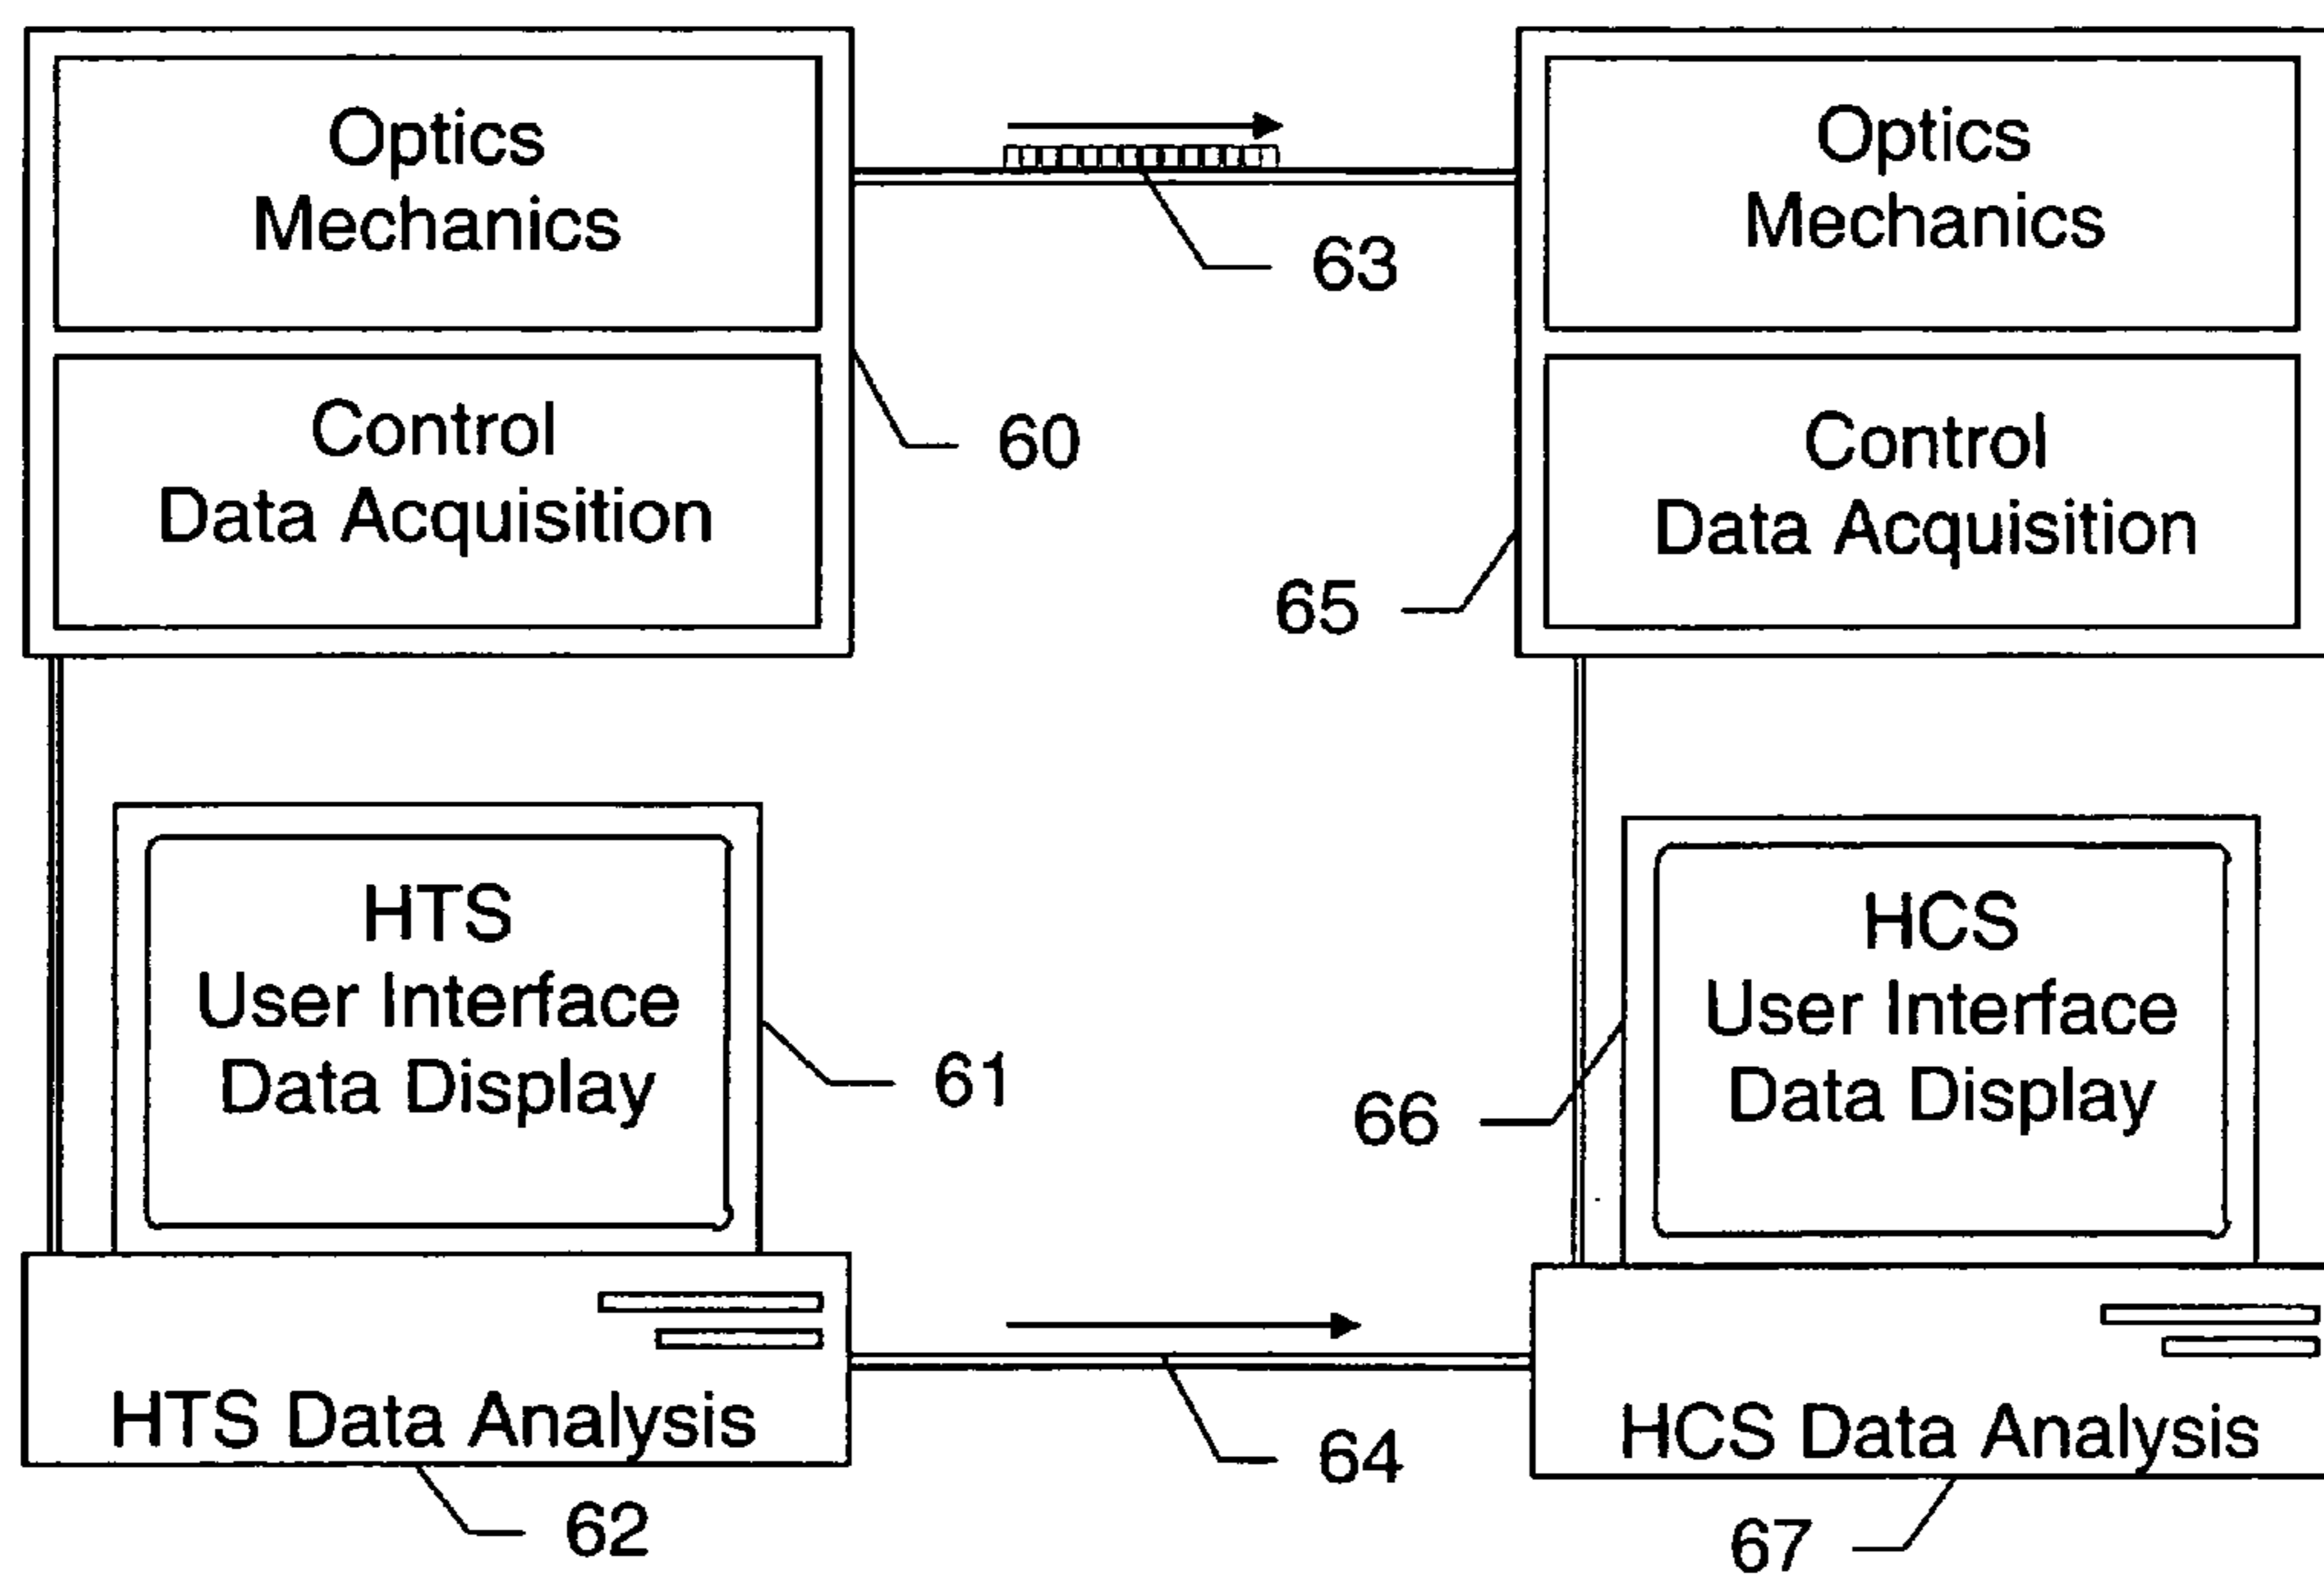 Optics
Mechanics
Control
Data Acquisition
60
63
Optics
Mechanics
Control
Data Acquisition
65
HTS
User Interface
Data Display
61
HTS Data Analysis
62
64
HCS
User Interface
Data Display
66
HCS Data Analysis
67